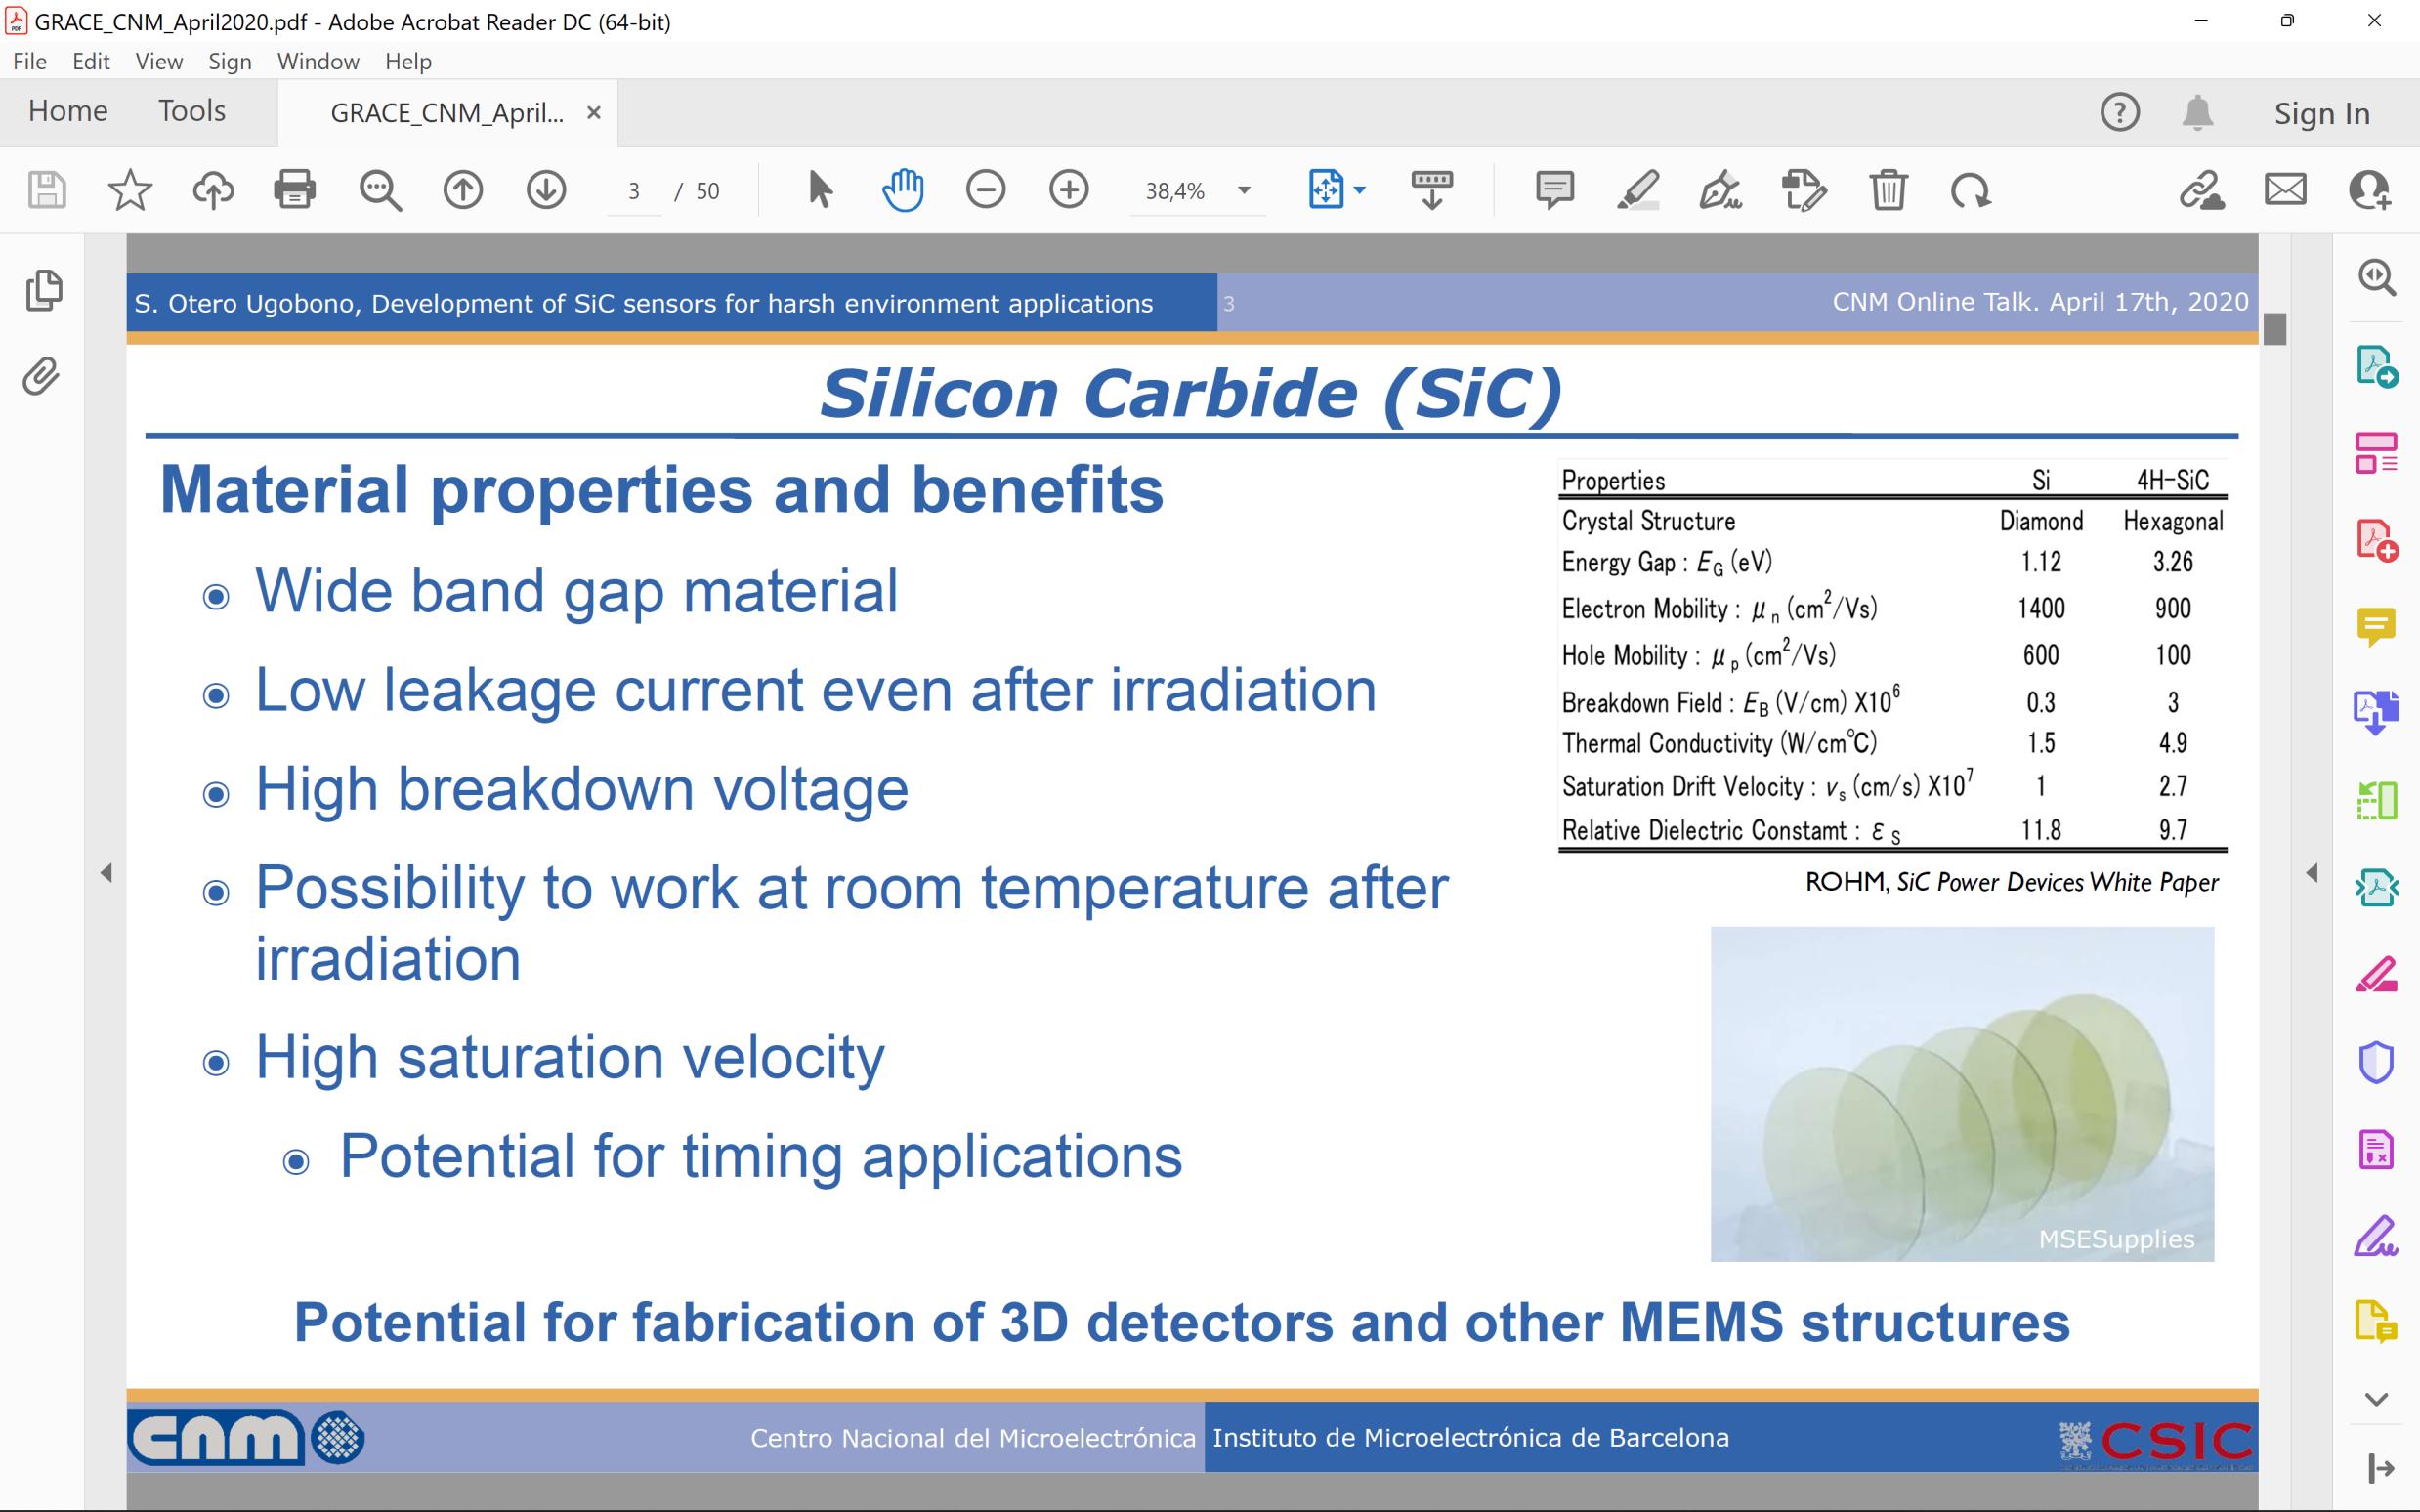 GRACE_CNM_April2020.pdf - Adobe Acrobat Reader DC (64-bit)
File Edit View Sign Window Help
Home Tools GRACE_CNM_April... × Sign In
3 / 50 38,4%
S. Otero Ugobono, Development of SiC sensors for harsh environment applications 3 CNM Online Talk. April 17th, 2020
Silicon Carbide (SiC)
Material properties and benefits
Wide band gap material
Low leakage current even after irradiation
High breakdown voltage
Possibility to work at room temperature after
irradiation
High saturation velocity
Potential for timing applications
Properties Si 4H-SiC
Crystal Structure Diamond Hexagonal
Energy Gap : E_G (eV) 1.12 3.26
Electron Mobility : μ_n (cm²/Vs) 1400 900
Hole Mobility : μ_p (cm²/Vs) 600 100
Breakdown Field : E_B (V/cm) X10⁶ 0.3 3
Thermal Conductivity (W/cm℃) 1.5 4.9
Saturation Drift Velocity : v_s (cm/s) X10⁷ 1 2.7
Relative Dielectric Constamt : ε_S 11.8 9.7
ROHM, SiC Power Devices White Paper
MSESupplies
Potential for fabrication of 3D detectors and other MEMS structures
cnm Centro Nacional del Microelectrónica Instituto de Microelectrónica de Barcelona CSIC